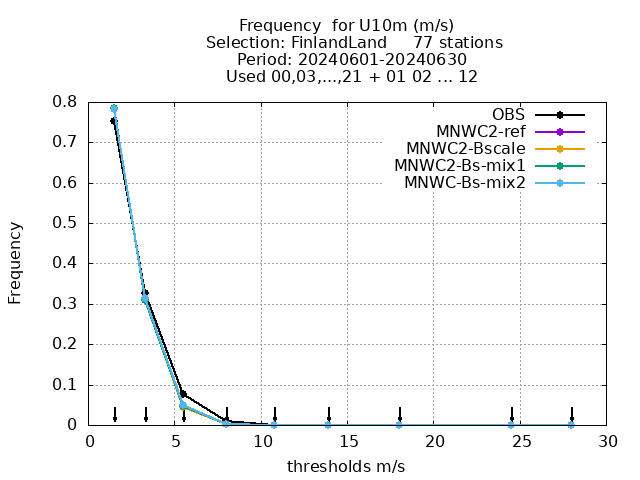 Frequency  for U10m (m/s)
Selection: FinlandLand     77 stations
Period: 20240601-20240630
Used 00,03,...,21 + 01 02 ... 12
OBS
MNWC2-ref
MNWC2-Bscale
MNWC2-Bs-mix1
MNWC-Bs-mix2
Frequency
0.8
0.7
0.6
0.5
0.4
0.3
0.2
0.1
0
0 5 10 15 20 25 30
thresholds m/s